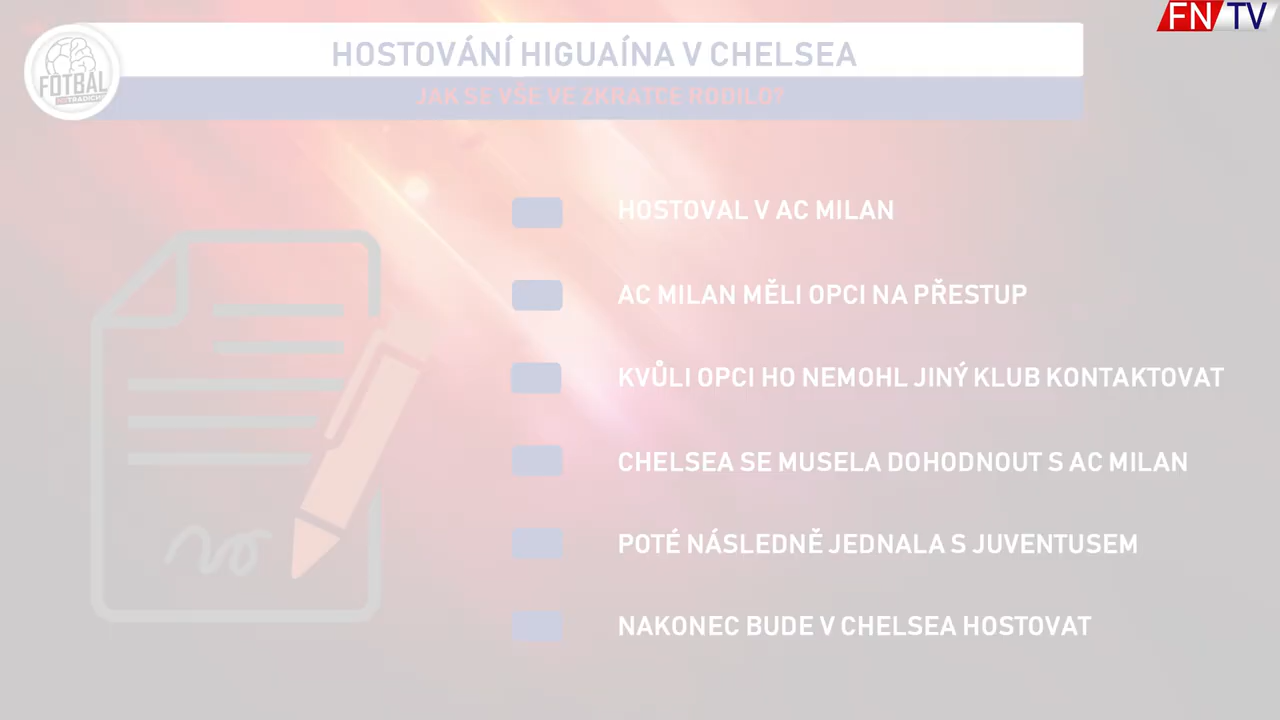 FN TV
HOSTOVÁNÍ HIGUAÍNA V CHELSEA
JAK SE VŠE VE ZKRATCE RODILO?
FOTBAL
TRADICH
HOSTOVAL V AC MILAN
AC MILAN MĚLI OPCI NA PŘESTUP
KVŮLI OPCI HO NEMOHL JINÝ KLUB KONTAKTOVAT
CHELSEA SE MUSELA DOHODNOUT S AC MILAN
POTÉ NÁSLEDNĚ JEDNALA S JUVENTUSEM
NAKONEC BUDE V CHELSEA HOSTOVAT